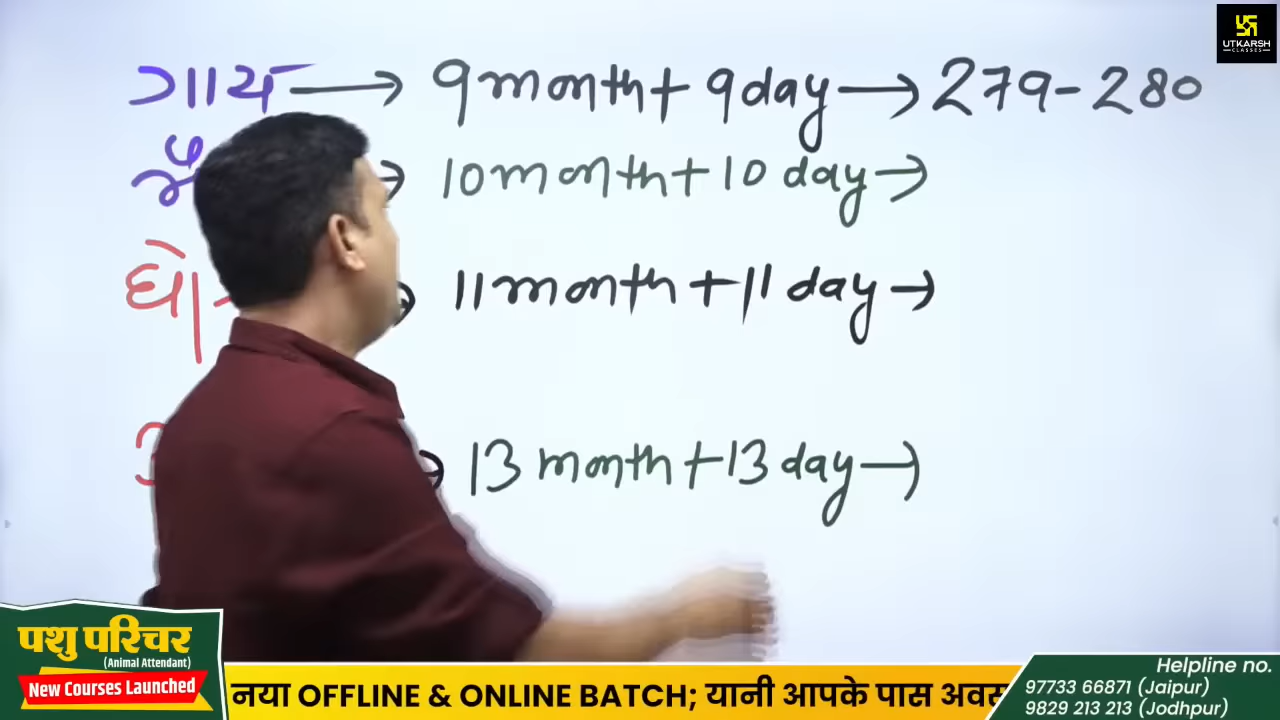 UTKARSH
CLASSES
गाय → 9 month + 9 day → 279-280
→ 10 month + 10 day →
→ 11 month + 11 day →
→ 13 month + 13 day →
पशु परिचर
(Animal Attendant)
New Courses Launched
नया OFFLINE & ONLINE BATCH; यानी आपके पास
Helpline no.
97733 66871 (Jaipur)
9829 213 213 (Jodhpur)